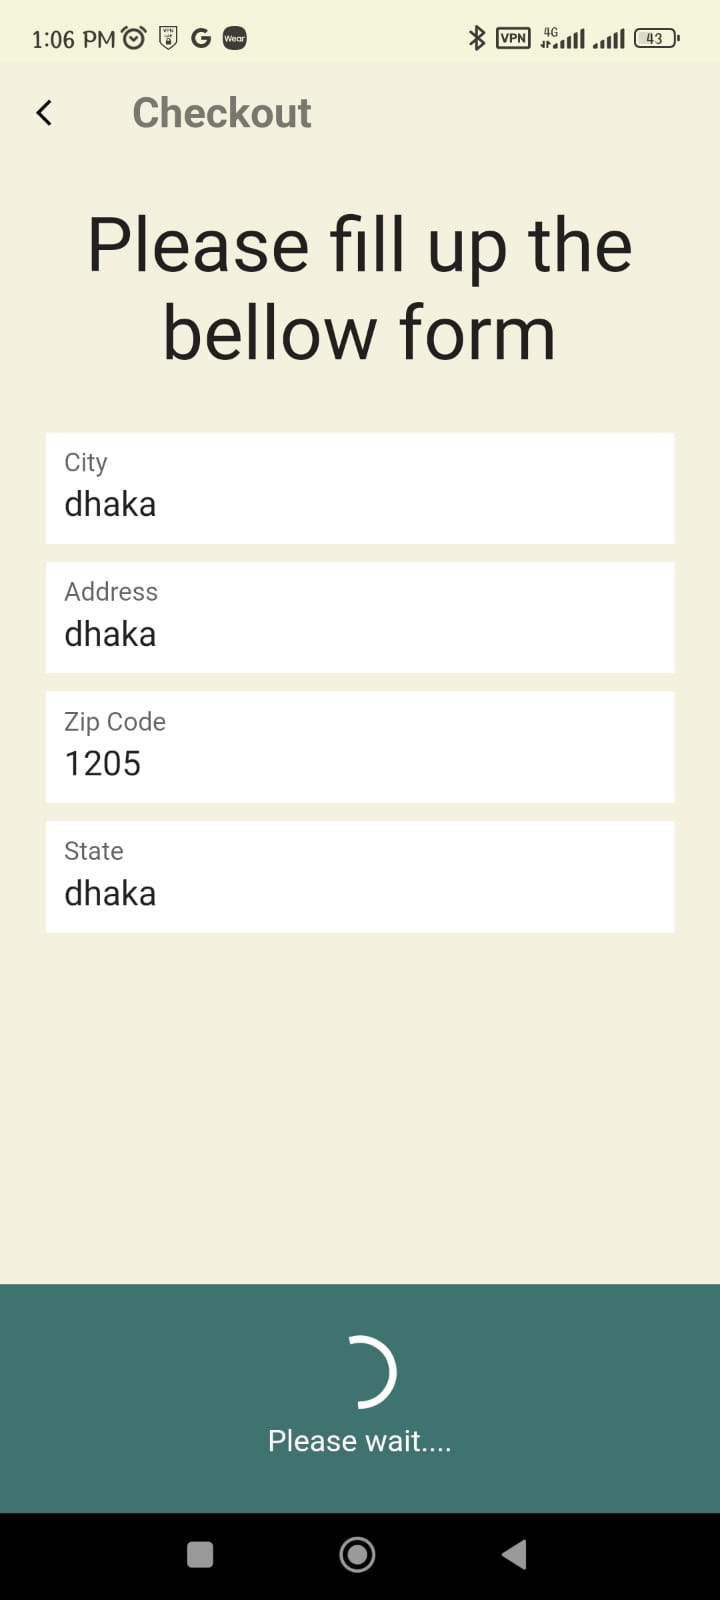 1:06 PM VPN G Wear VPN 4G 43
Checkout
Please fill up the
bellow form
City
dhaka
Address
dhaka
Zip Code
1205
State
dhaka
Please wait....